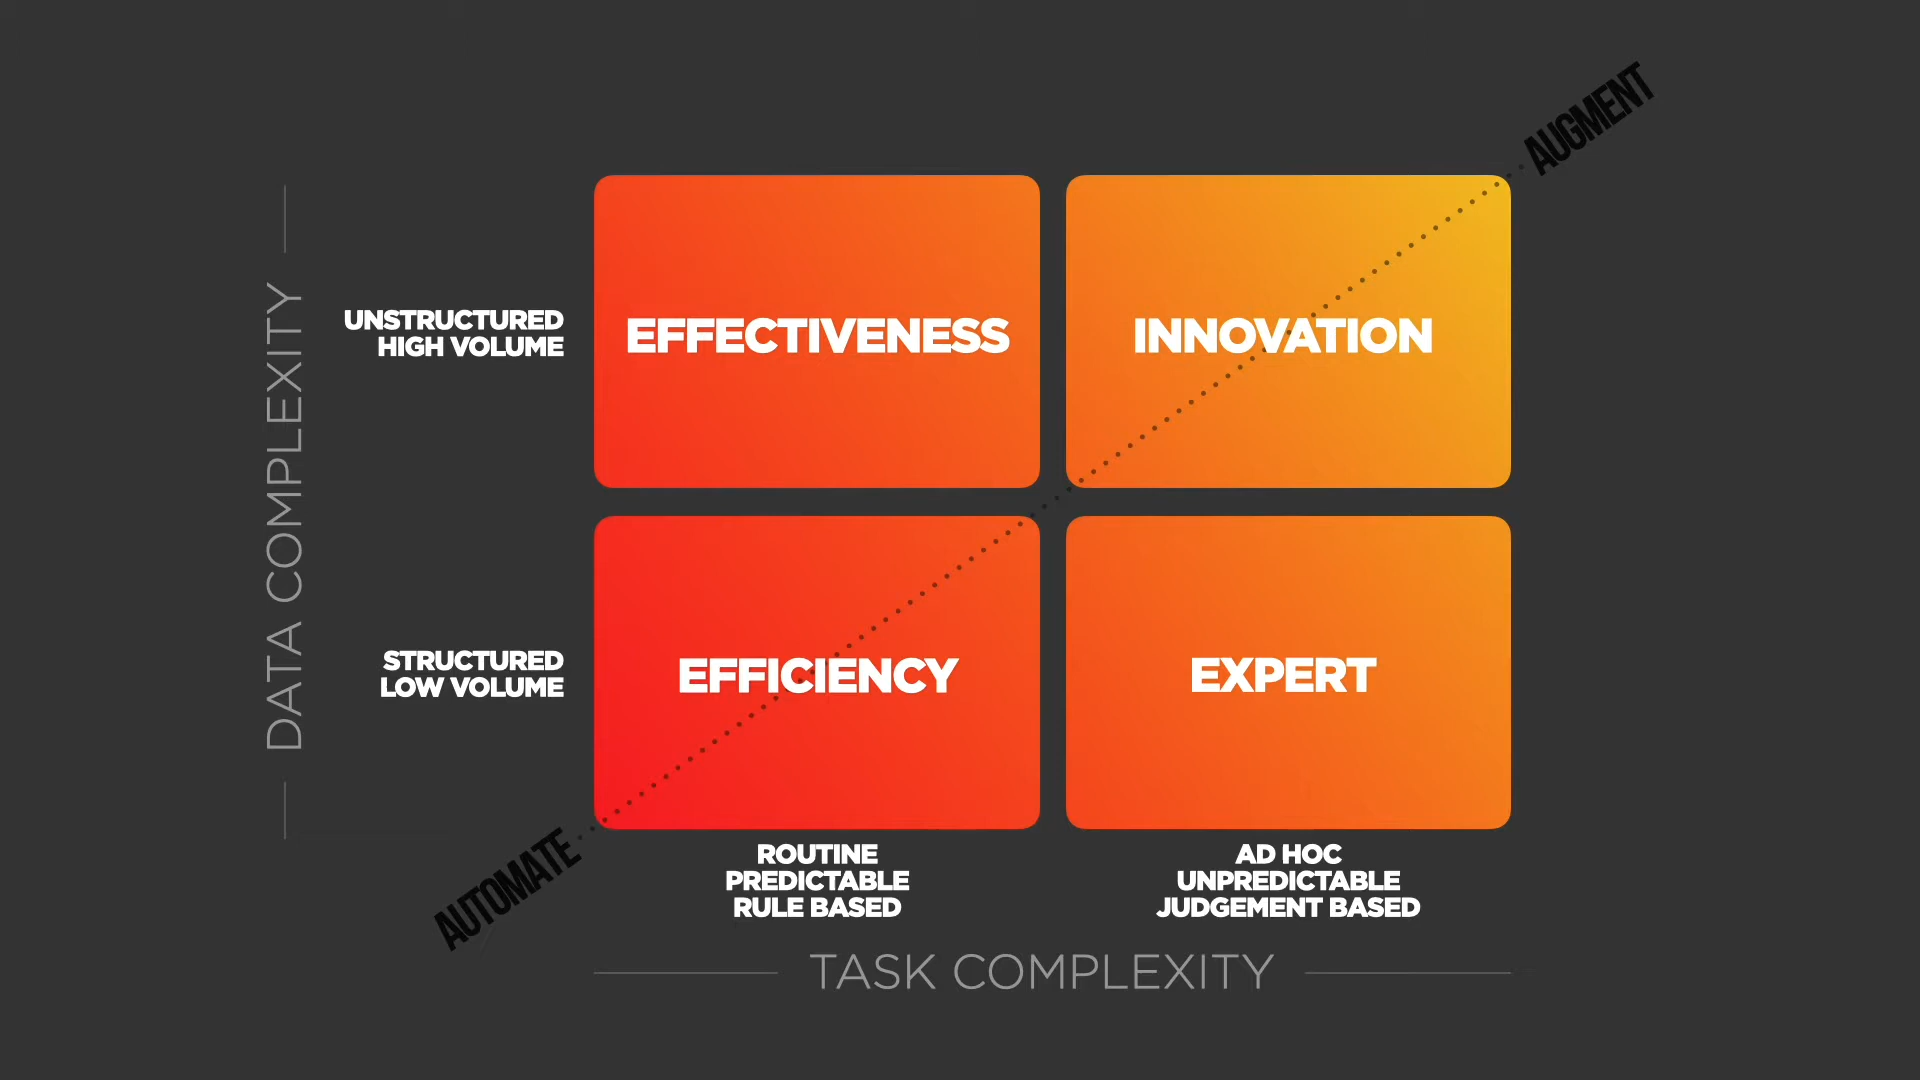 AUGMENT
DATA COMPLEXITY
UNSTRUCTURED
HIGH VOLUME
EFFECTIVENESS
INNOVATION
STRUCTURED
LOW VOLUME
EFFICIENCY
EXPERT
AUTOMATE
ROUTINE
PREDICTABLE
RULE BASED
AD HOC
UNPREDICTABLE
JUDGEMENT BASED
TASK COMPLEXITY